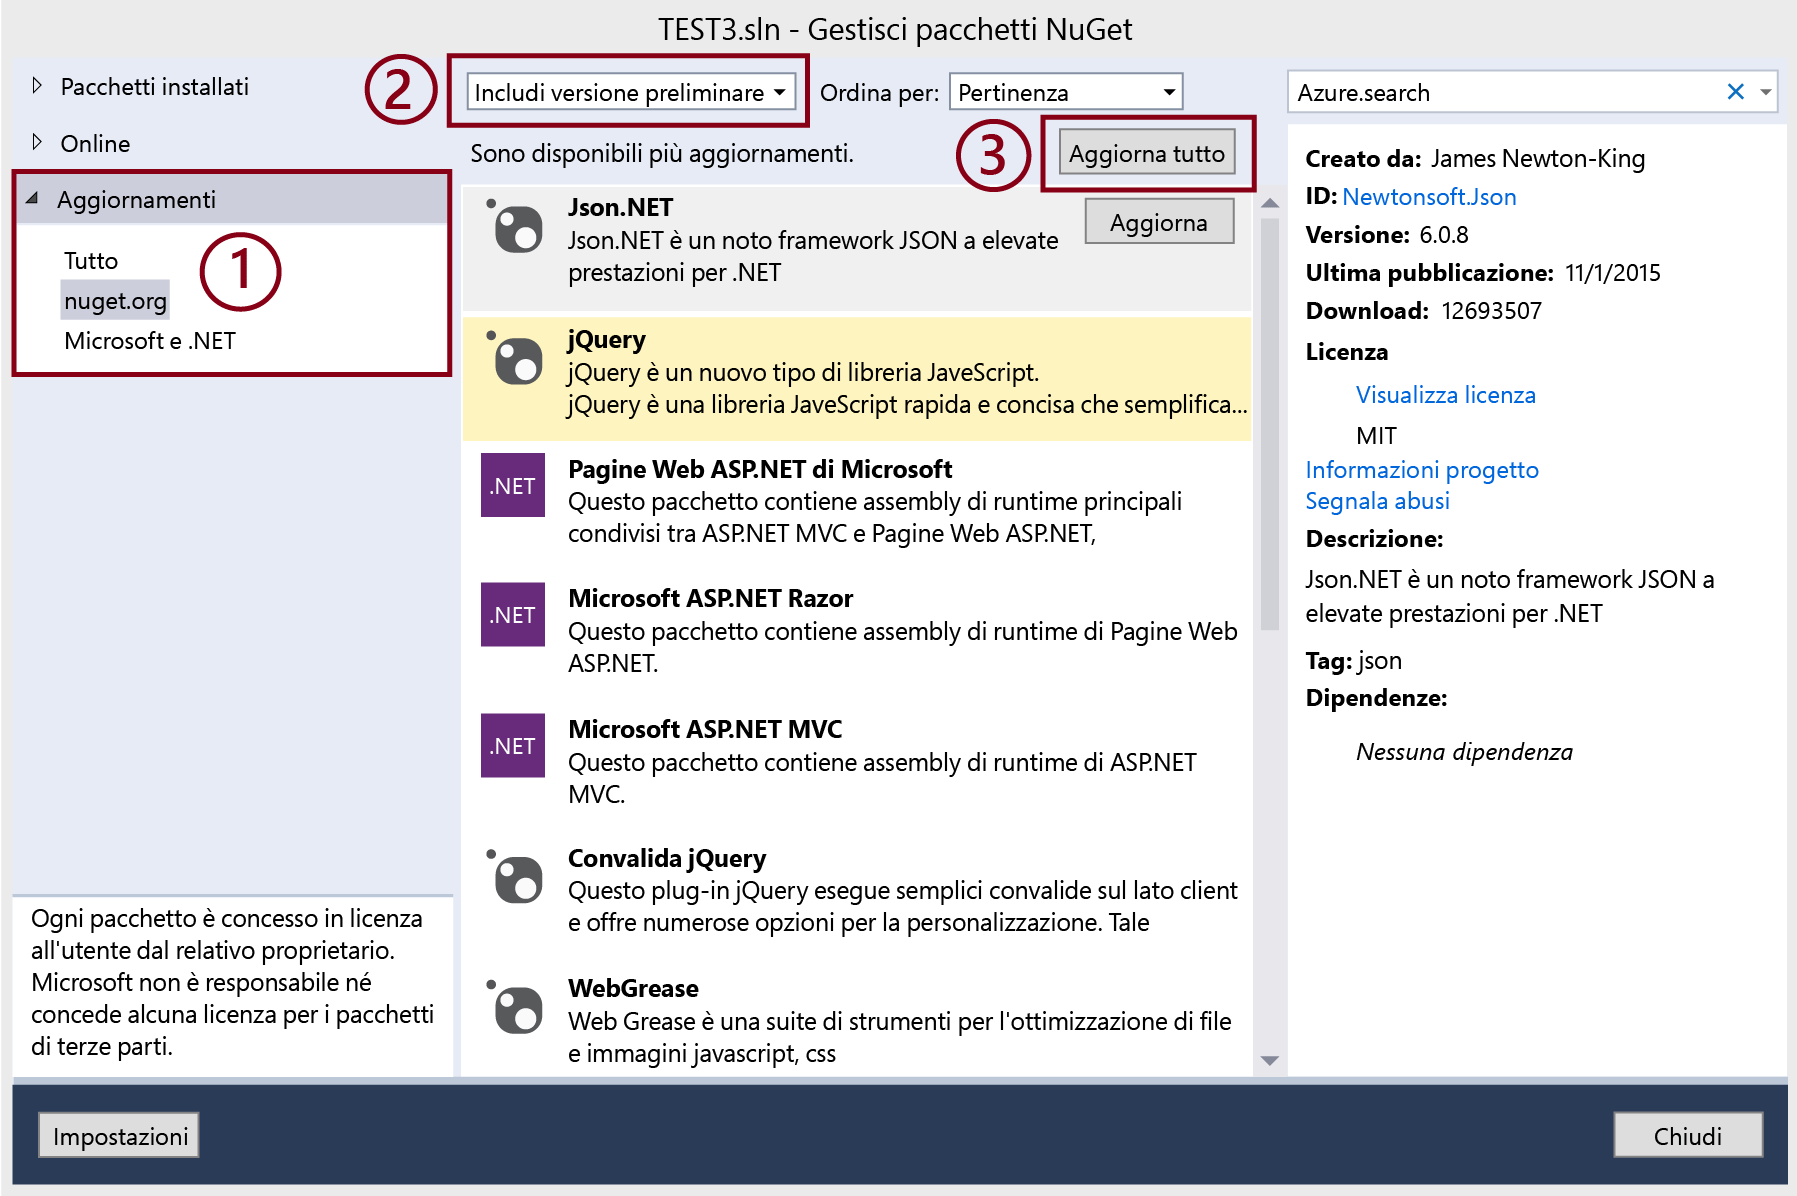 TEST3.sln - Gestisci pacchetti NuGet
Pacchetti installati
Online
Aggiornamenti
Tutto
nuget.org
Microsoft e .NET
1
Ogni pacchetto è concesso in licenza
all'utente dal relativo proprietario.
Microsoft non è responsabile né
concede alcuna licenza per i pacchetti
di terze parti.
2
Includi versione preliminare
Ordina per:
Pertinenza
Sono disponibili più aggiornamenti.
3
Aggiorna tutto
Json.NET
Aggiorna
Json.NET è un noto framework JSON a elevate
prestazioni per .NET
jQuery
jQuery è un nuovo tipo di libreria JaveScript.
jQuery è una libreria JaveScript rapida e concisa che semplifica...
.NET
Pagine Web ASP.NET di Microsoft
Questo pacchetto contiene assembly di runtime principali
condivisi tra ASP.NET MVC e Pagine Web ASP.NET,
.NET
Microsoft ASP.NET Razor
Questo pacchetto contiene assembly di runtime di Pagine Web
ASP.NET.
.NET
Microsoft ASP.NET MVC
Questo pacchetto contiene assembly di runtime di ASP.NET
MVC.
Convalida jQuery
Questo plug-in jQuery esegue semplici convalide sul lato client
e offre numerose opzioni per la personalizzazione. Tale
WebGrease
Web Grease è una suite di strumenti per l'ottimizzazione di file
e immagini javascript, css
Azure.search
Creato da: James Newton-King
ID: Newtonsoft.Json
Versione: 6.0.8
Ultima pubblicazione: 11/1/2015
Download: 12693507
Licenza
Visualizza licenza
MIT
Informazioni progetto
Segnala abusi
Descrizione:
Json.NET è un noto framework JSON a
elevate prestazioni per .NET
Tag: json
Dipendenze:
Nessuna dipendenza
Impostazioni
Chiudi